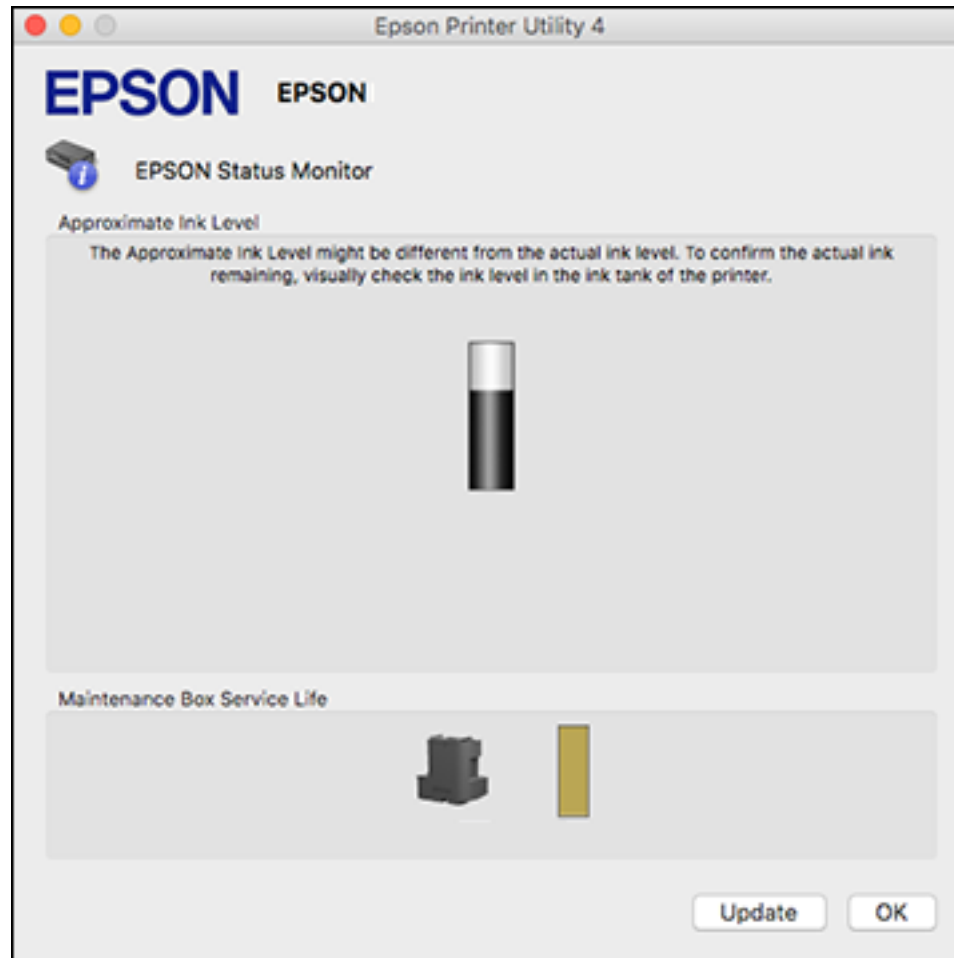 Epson Printer Utility 4
EPSON EPSON
EPSON Status Monitor
Approximate Ink Level
The Approximate Ink Level might be different from the actual ink level. To confirm the actual ink
remaining, visually check the ink level in the ink tank of the printer.
Maintenance Box Service Life
Update OK